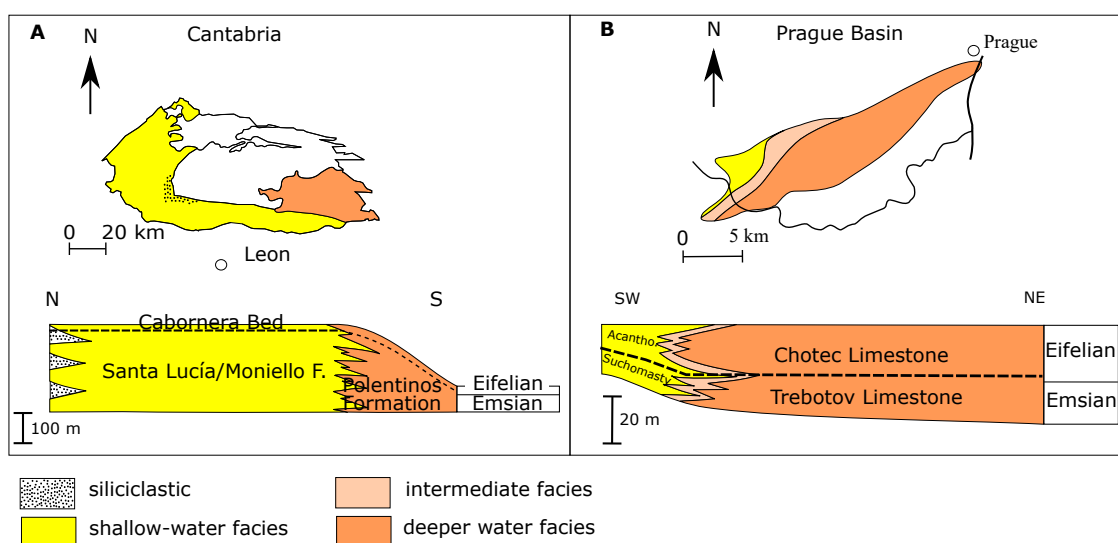 A
Cantabria
N
0 20 km
Leon
N
S
Cabornera Bed
Santa Lucía/Moniello F.
Polentinos
Formation
Eifelian
Emsian
100 m
B
Prague Basin
N
Prague
0
5 km
SW
NE
Acantho.
Suchomasty
Chotec Limestone
Trebotov Limestone
Eifelian
Emsian
20 m
siliciclastic
intermediate facies
shallow-water facies
deeper water facies